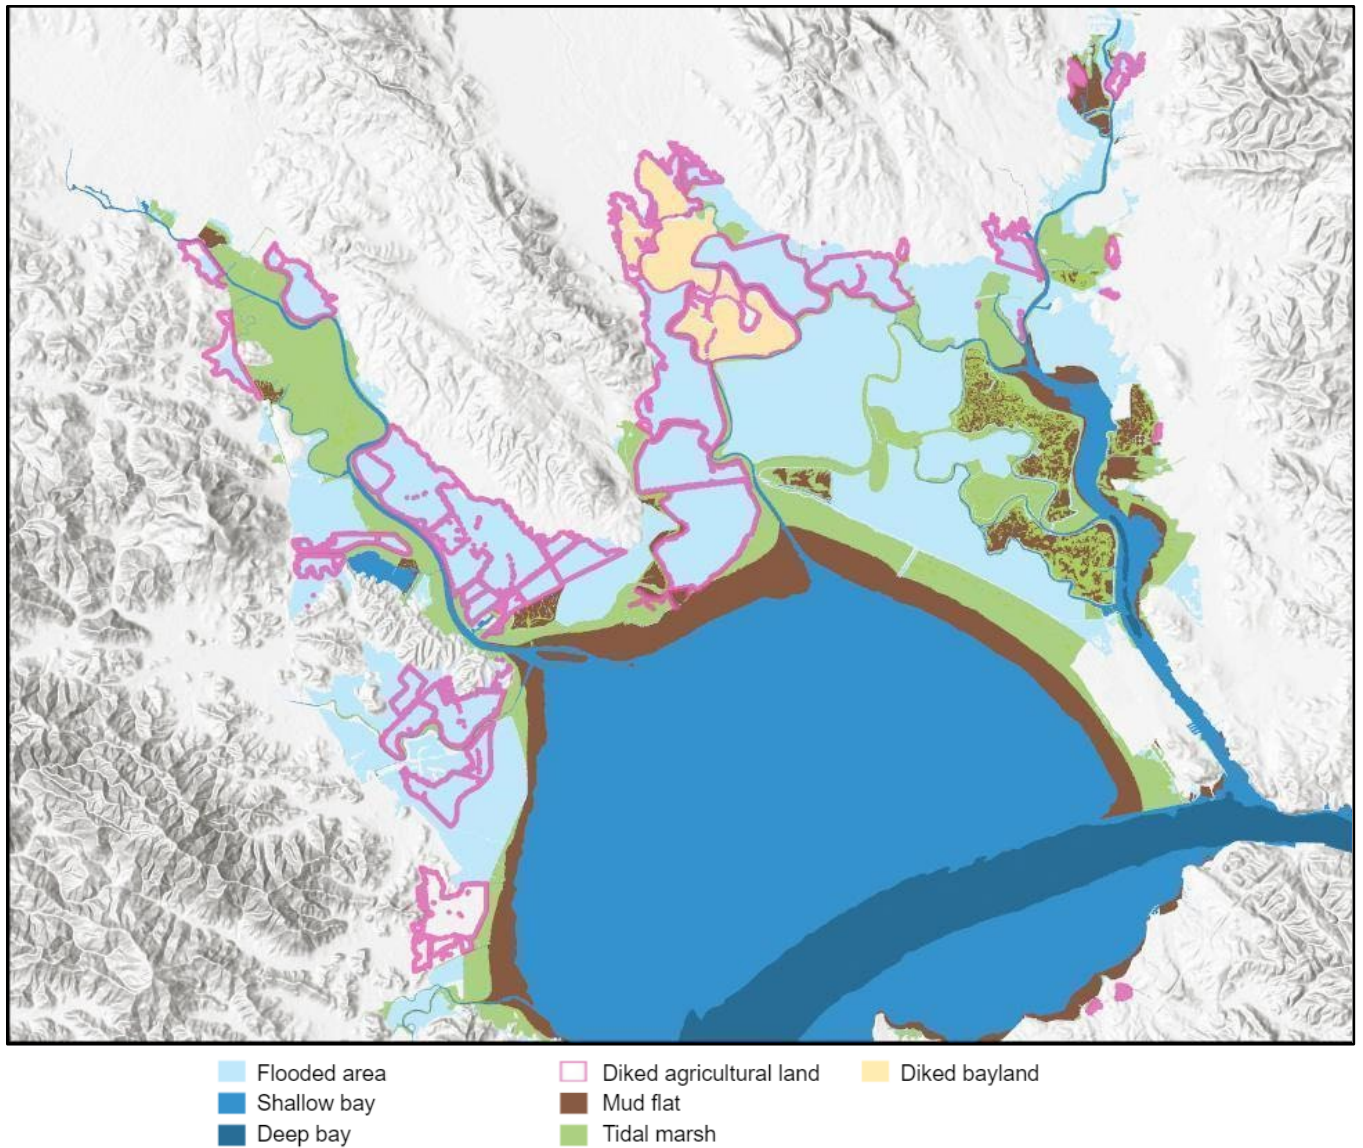 Flooded area
Diked agricultural land
Diked bayland
Shallow bay
Mud flat
Deep bay
Tidal marsh